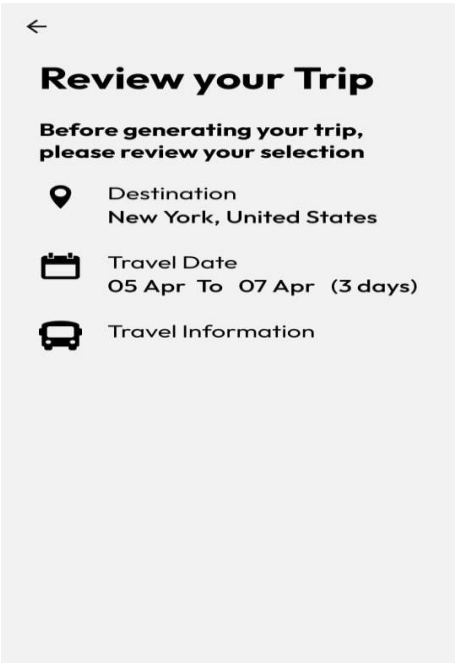 Review your Trip
Before generating your trip,
please review your selection
Destination
New York, United States
Travel Date
05 Apr To 07 Apr (3 days)
Travel Information